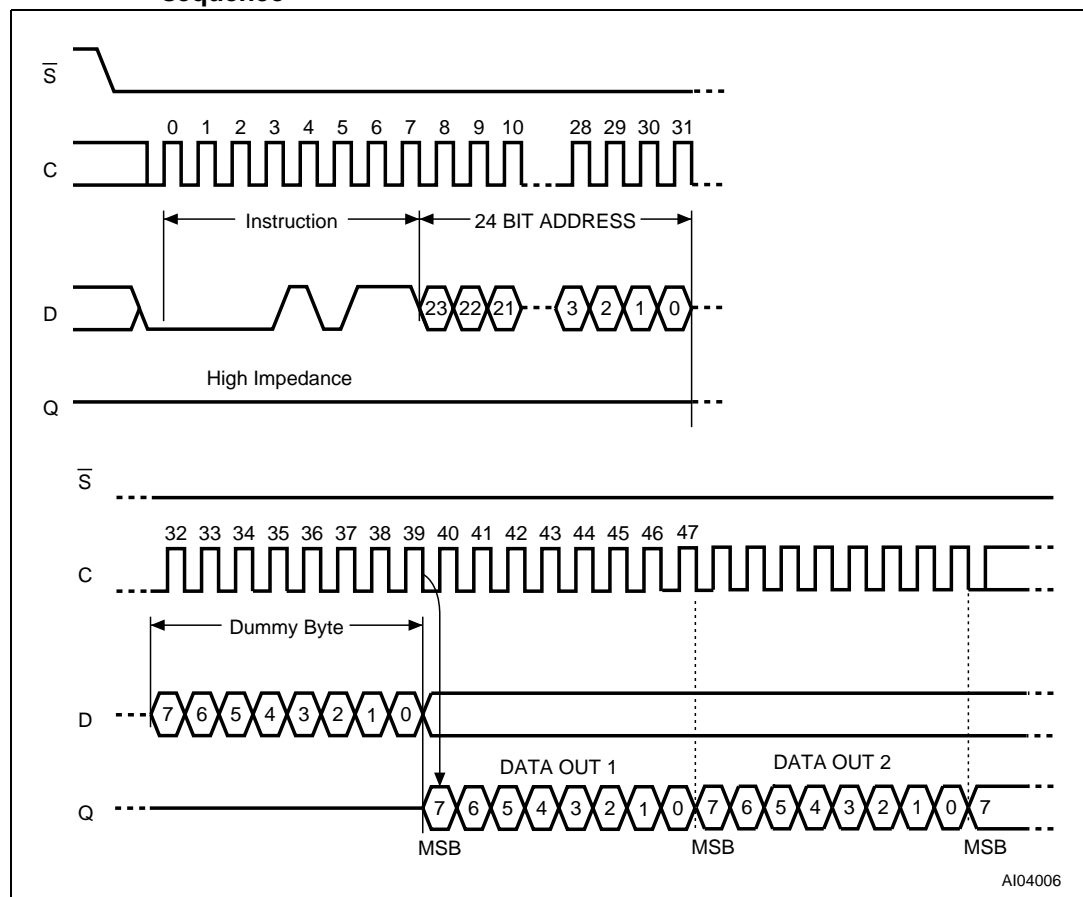 sequence
S
0 1 2 3 4 5 6 7 8 9 10 28 29 30 31
C
Instruction 24 BIT ADDRESS
D 23 22 21 3 2 1 0
High Impedance
Q
S
32 33 34 35 36 37 38 39 40 41 42 43 44 45 46 47
C
Dummy Byte
D 7 6 5 4 3 2 1 0
DATA OUT 1 DATA OUT 2
Q 7 6 5 4 3 2 1 0 7 6 5 4 3 2 1 0 7
MSB MSB MSB
AI04006